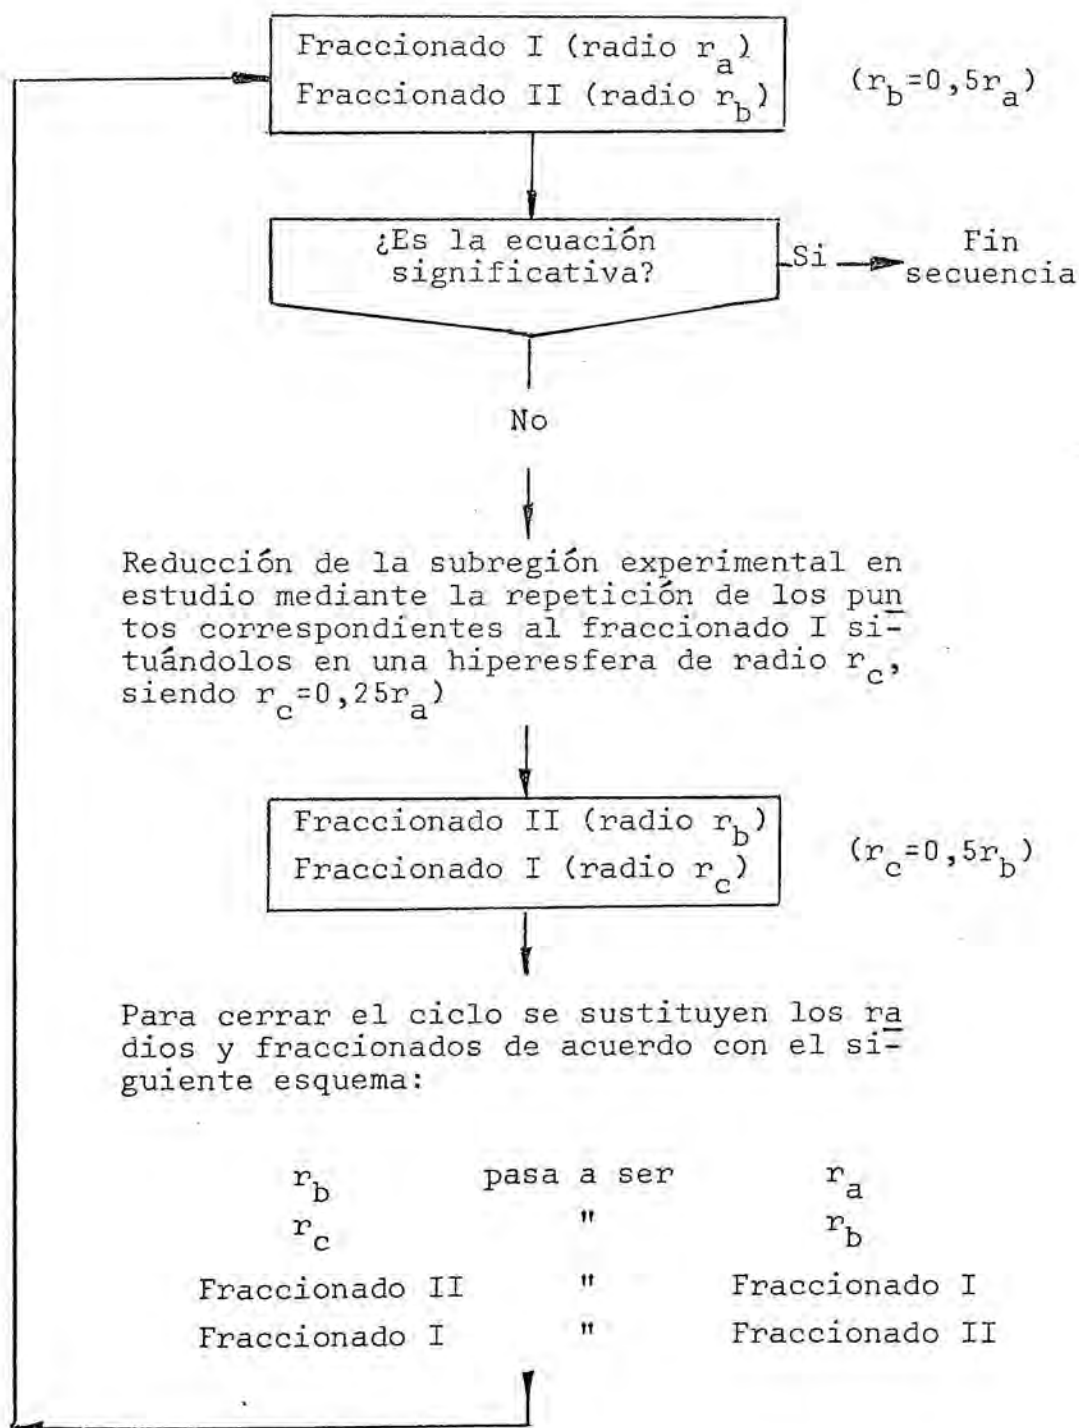 Fraccionado I (radio r_a)
Fraccionado II (radio r_b)
(r_b=0,5r_a)
¿Es la ecuación
significativa?
Si
Fin
secuencia
No
Reducción de la subregión experimental en
estudio mediante la repetición de los pun
tos correspondientes al fraccionado I si-
tuándolos en una hiperesfera de radio r_c,
siendo r_c=0,25r_a)
Fraccionado II (radio r_b)
Fraccionado I (radio r_c)
(r_c=0,5r_b)
Para cerrar el ciclo se sustituyen los ra
dios y fraccionados de acuerdo con el si-
guiente esquema:
r_b pasa a ser r_a
r_c " r_b
Fraccionado II " Fraccionado I
Fraccionado I " Fraccionado II